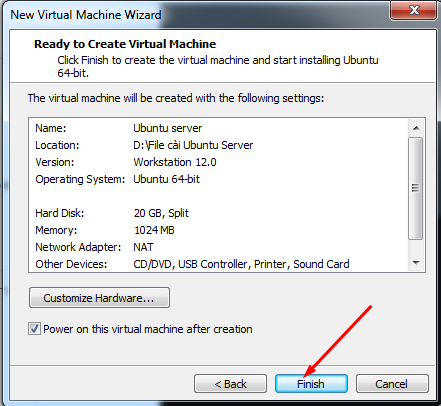 New Virtual Machine Wizard
Ready to Create Virtual Machine
Click Finish to create the virtual machine and start installing Ubuntu
64-bit.
The virtual machine will be created with the following settings:
Name: Ubuntu server
Location: D:\File cài Ubuntu Server
Version: Workstation 12.0
Operating System: Ubuntu 64-bit
Hard Disk: 20 GB, Split
Memory: 1024 MB
Network Adapter: NAT
Other Devices: CD/DVD, USB Controller, Printer, Sound Card
Customize Hardware...
Power on this virtual machine after creation
< Back Finish Cancel